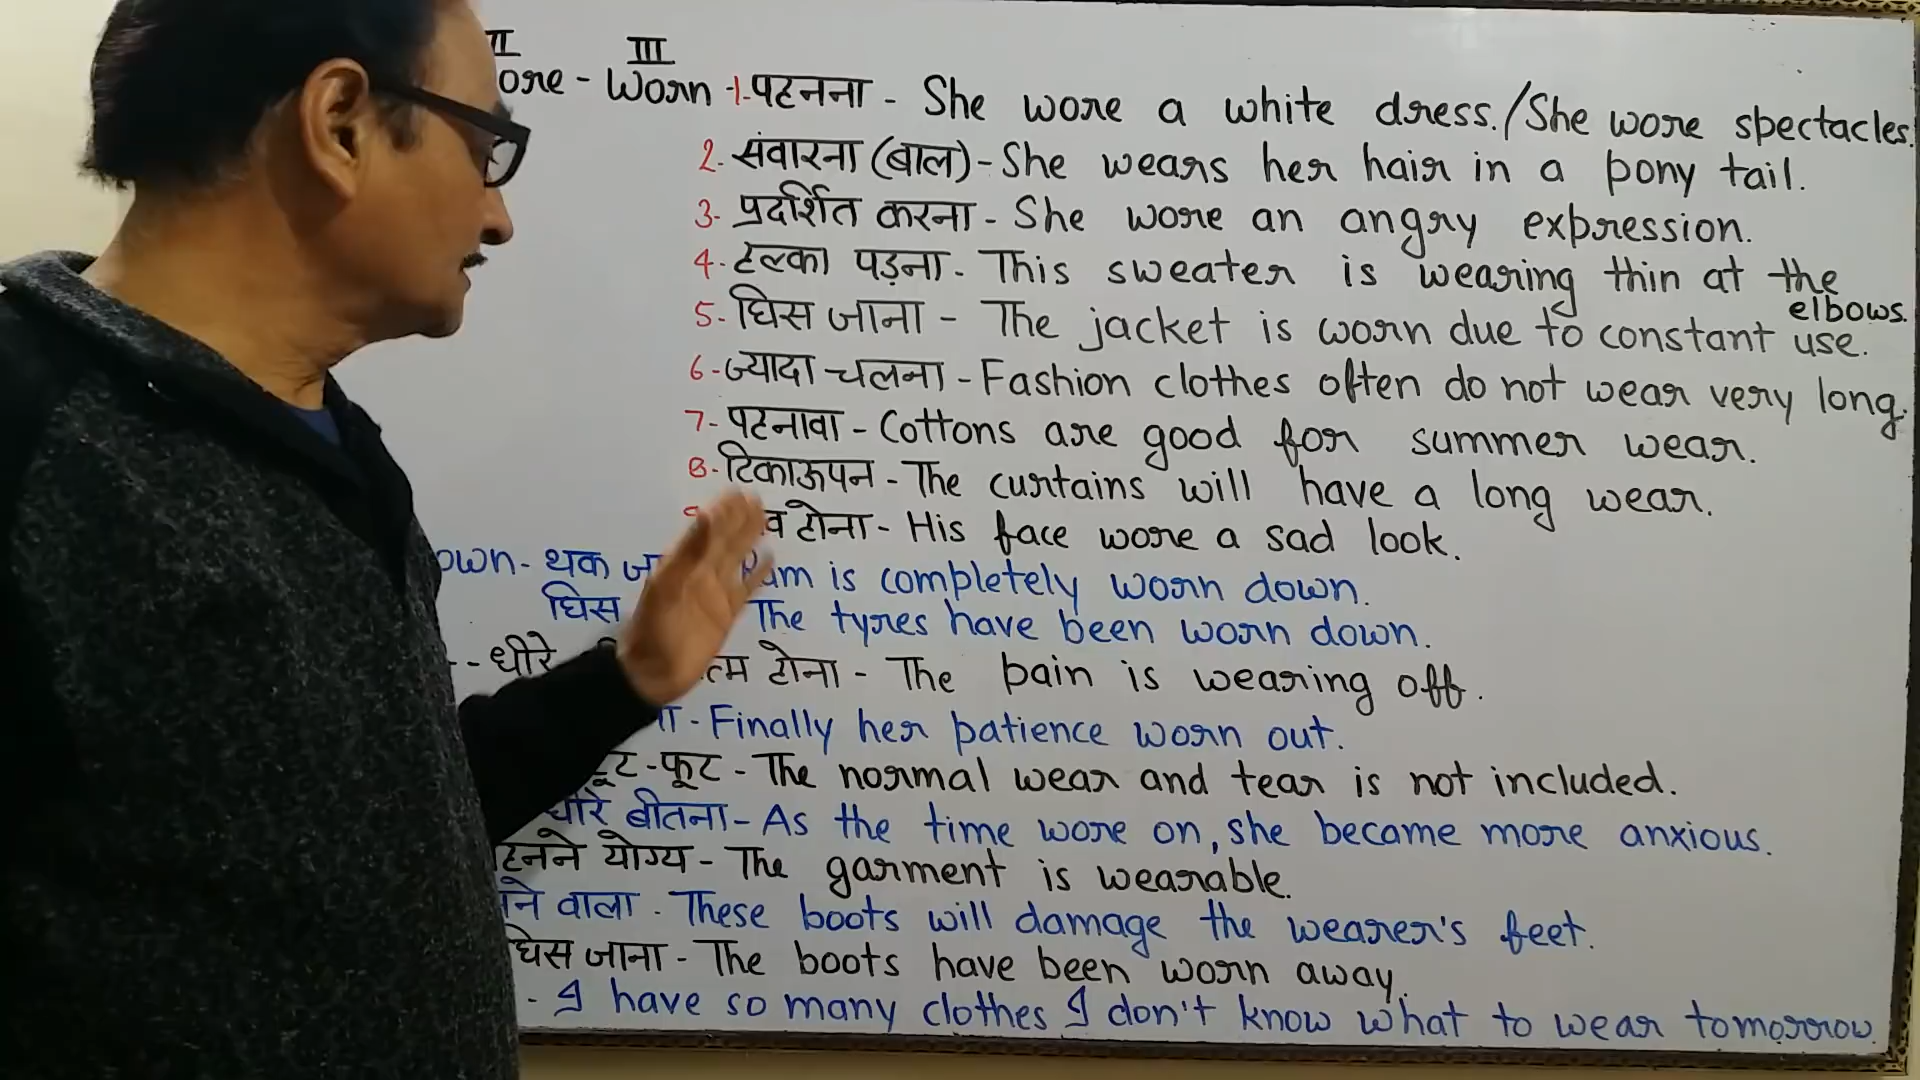 II III
ore - Worn -1. पहनना - She wore a white dress./She wore spectacles.
2. संवारना (बाल) - She wears her hair in a pony tail.
3- प्रदर्शित करना - She wore an angry expression.
4- हल्का पड़ना - This sweater is wearing thin at the elbows.
5- घिस जाना - The jacket is worn due to constant use.
6- ज्यादा चलना - Fashion clothes often do not wear very long.
7- पहनावा - Cottons are good for summer wear.
8- टिकाऊपन - The curtains will have a long wear.
व होना - His face wore a sad look.
own - थक is completely worn down.
घिस The tyres have been worn down.
-- धीरे त्म होना - The pain is wearing off.
ना - Finally her patience worn out.
टूट-फूट - The normal wear and tear is not included.
धीरे बीतना - As the time wore on, she became more anxious.
हनने योग्य - The garment is wearable.
ने वाला - These boots will damage the wearer's feet.
घिस जाना - The boots have been worn away.
- I have so many clothes I don't know what to wear tomorrow.